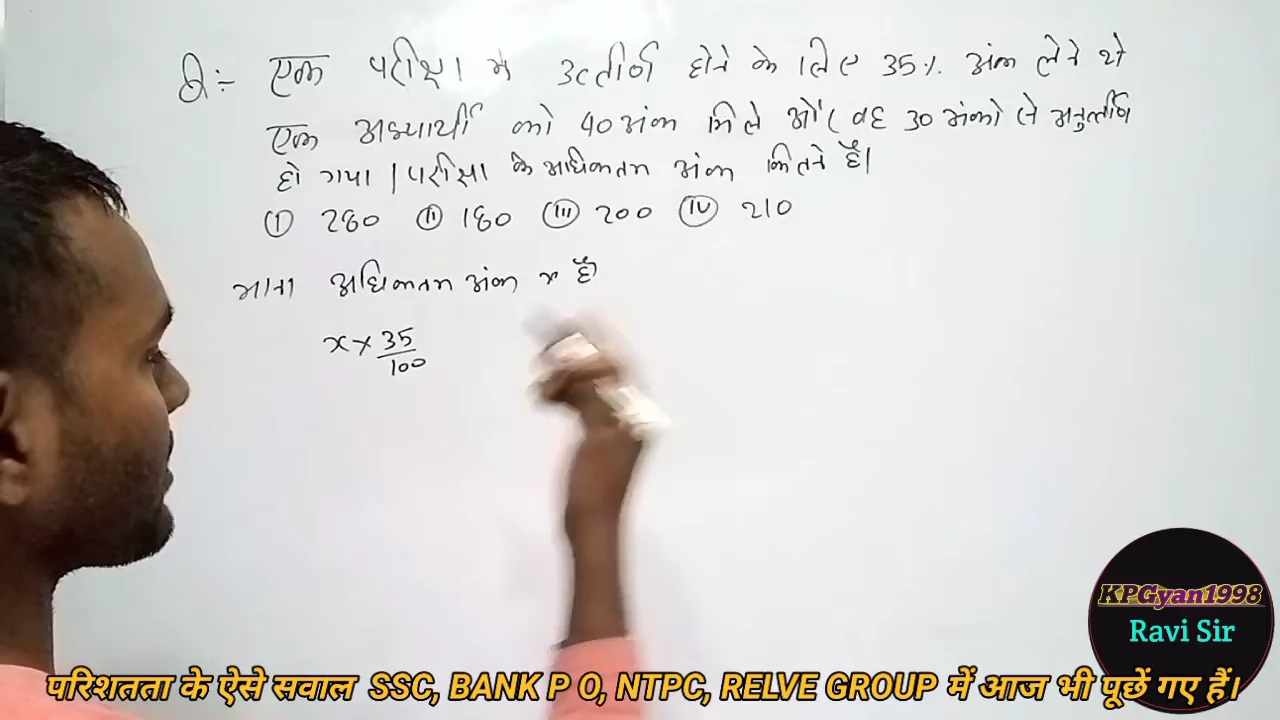 Q:- एक परीक्षा मे उत्तीर्ण होने के लिए 35% अंक लेने थे
एक अभ्यार्थी को 40 अंक मिले और वह 30 अंको से अनुत्तीर्ण
हो गया। परीक्षा के अधिकतम अंक कितने है।
(I) 280 (II) 180 (III) 200 (IV) 210
माना अधिकतम अंक x है
x × 35/100
KPGyan1998
Ravi Sir
परिशतता के ऐसे सवाल SSC, BANK P O, NTPC, RELVE GROUP में आज भी पूछें गए हैं।